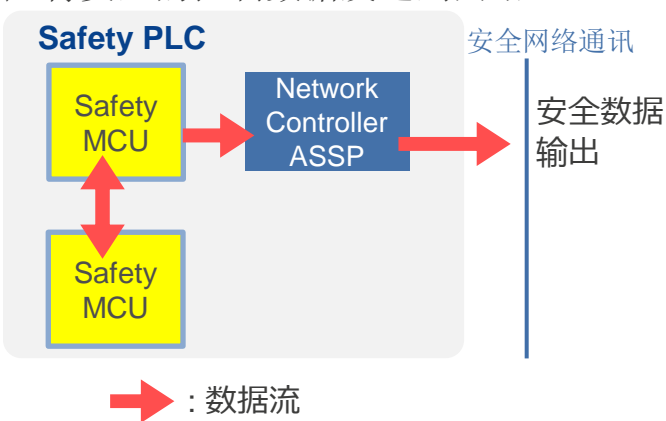 Safety PLC
安全网络通讯
Safety
MCU
Network
Controller
ASSP
安全数据
输出
Safety
MCU
: 数据流